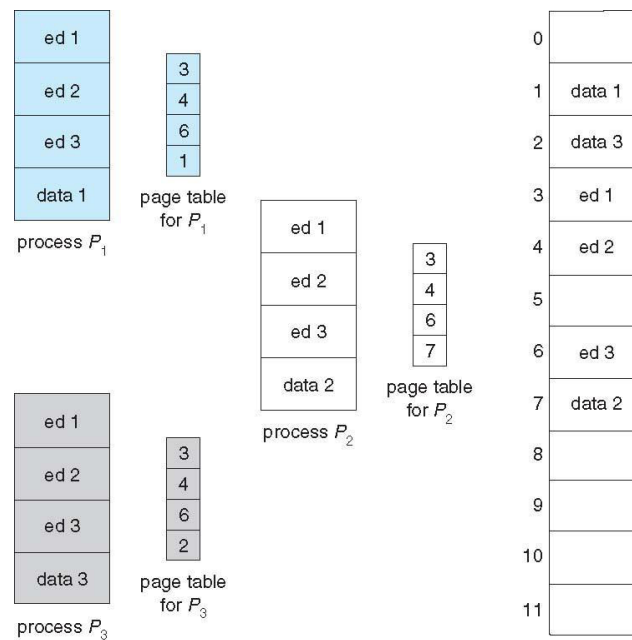 ed 1
ed 2
ed 3
data 1
process P1
3
4
6
1
page table
for P1
ed 1
ed 2
ed 3
data 2
process P2
3
4
6
7
page table
for P2
ed 1
ed 2
ed 3
data 3
process P3
3
4
6
2
page table
for P3
0
1 data 1
2 data 3
3 ed 1
4 ed 2
5
6 ed 3
7 data 2
8
9
10
11